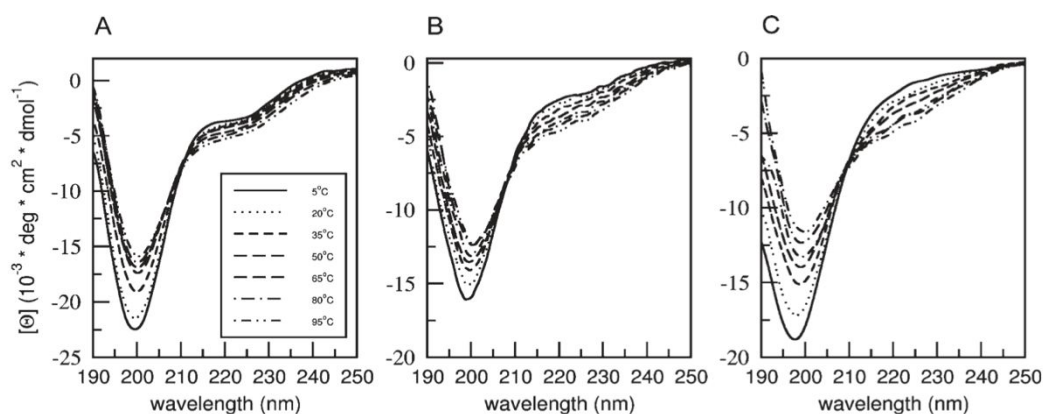 A
B
C
[Θ] (10⁻³ * deg * cm² * dmol⁻¹)
0
-5
-10
-15
-20
-25
5°C
20°C
35°C
50°C
65°C
80°C
95°C
190 200 210 220 230 240 250
wavelength (nm)
0
-5
-10
-15
-20
190 200 210 220 230 240 250
wavelength (nm)
0
-5
-10
-15
-20
190 200 210 220 230 240 250
wavelength (nm)